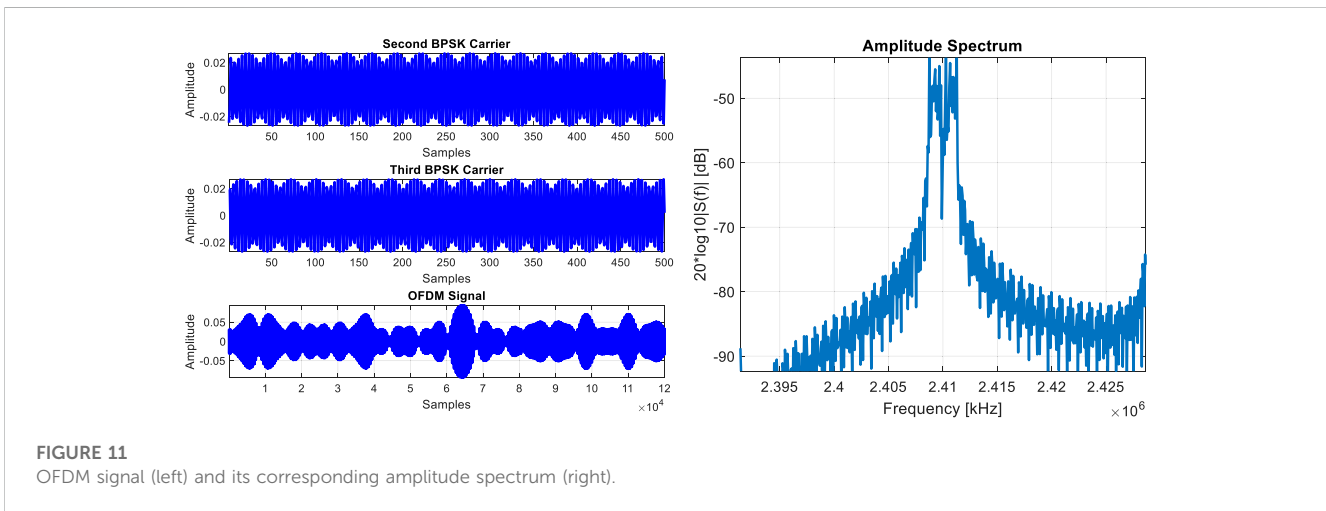 Second BPSK Carrier
Amplitude
0.02
0
-0.02
50 100 150 200 250 300 350 400 450 500
Samples
Third BPSK Carrier
Amplitude
0.02
0
-0.02
50 100 150 200 250 300 350 400 450 500
Samples
OFDM Signal
Amplitude
0.05
0
-0.05
1 2 3 4 5 6 7 8 9 10 11 12
Samples
×10^4
Amplitude Spectrum
20*log10|S(f)| [dB]
-50
-60
-70
-80
-90
2.395 2.4 2.405 2.41 2.415 2.42 2.425
Frequency [kHz]
×10^6
FIGURE 11
OFDM signal (left) and its corresponding amplitude spectrum (right).